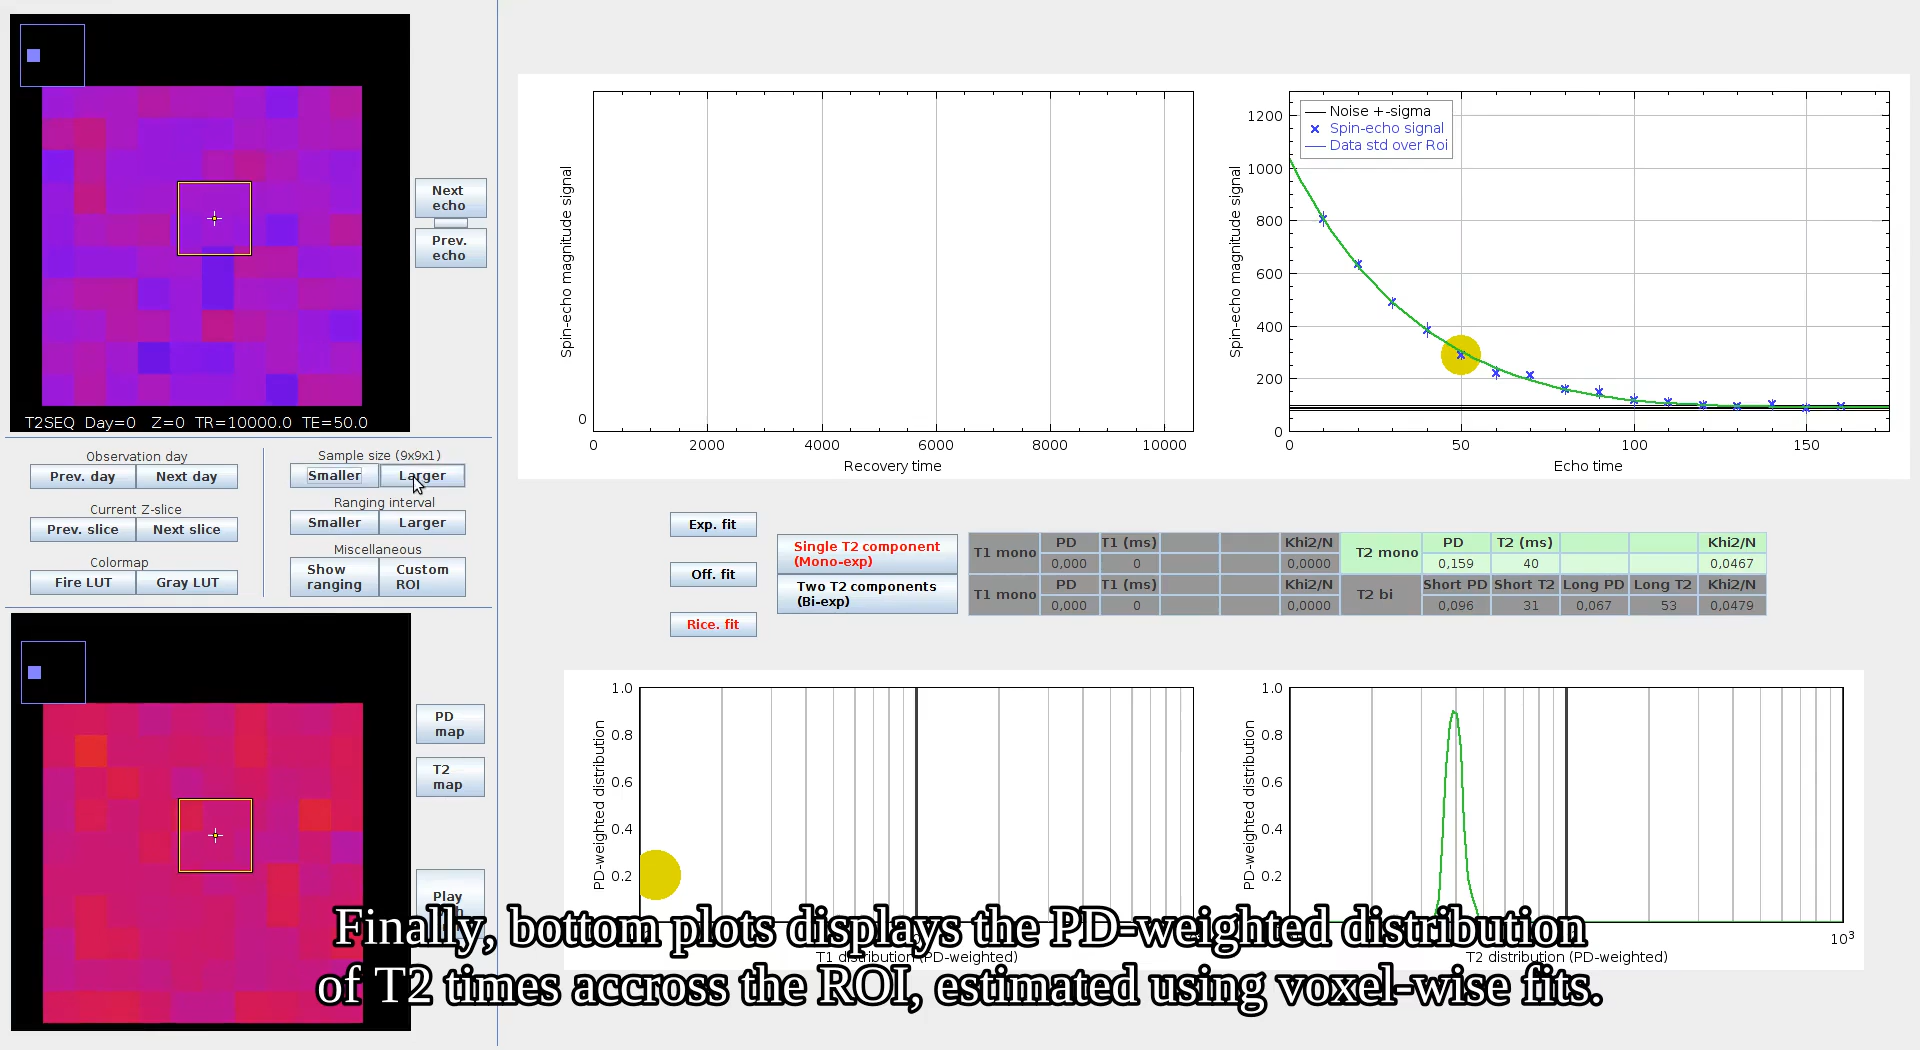 T2SEQ Day=0 Z=0 TR=10000.0 TE=50.0
Next
echo
Prev.
echo
Observation day
Prev. day
Next day
Current Z-slice
Prev. slice
Next slice
Colormap
Fire LUT
Gray LUT
Sample size (9x9x1)
Smaller
Larger
Ranging interval
Smaller
Larger
Miscellaneous
Show
ranging
Custom
ROI
PD
map
T2
map
Play
Spin-echo magnitude signal
0
0 2000 4000 6000 8000 10000
Recovery time
Spin-echo magnitude signal
1200
1000
800
600
400
200
0
0 50 100 150
Echo time
Noise +-sigma
Spin-echo signal
Data std over Roi
Exp. fit
Off. fit
Rice. fit
Single T2 component
(Mono-exp)
Two T2 components
(Bi-exp)
T1 mono PD T1 (ms) Khi2/N
0,000 0 0,0000
T1 mono PD T1 (ms) Khi2/N
0,000 0 0,0000
T2 mono PD T2 (ms) Khi2/N
0,159 40 0,0467
T2 bi Short PD Short T2 Long PD Long T2 Khi2/N
0,096 31 0,067 53 0,0479
PD-weighted distribution
1.0
0.8
0.6
0.4
0.2
T1 distribution (PD-weighted)
PD-weighted distribution
1.0
0.8
0.6
0.4
0.2
10³
T2 distribution (PD-weighted)
Finally, bottom plots displays the PD-weighted distribution
of T2 times accross the ROI, estimated using voxel-wise fits.